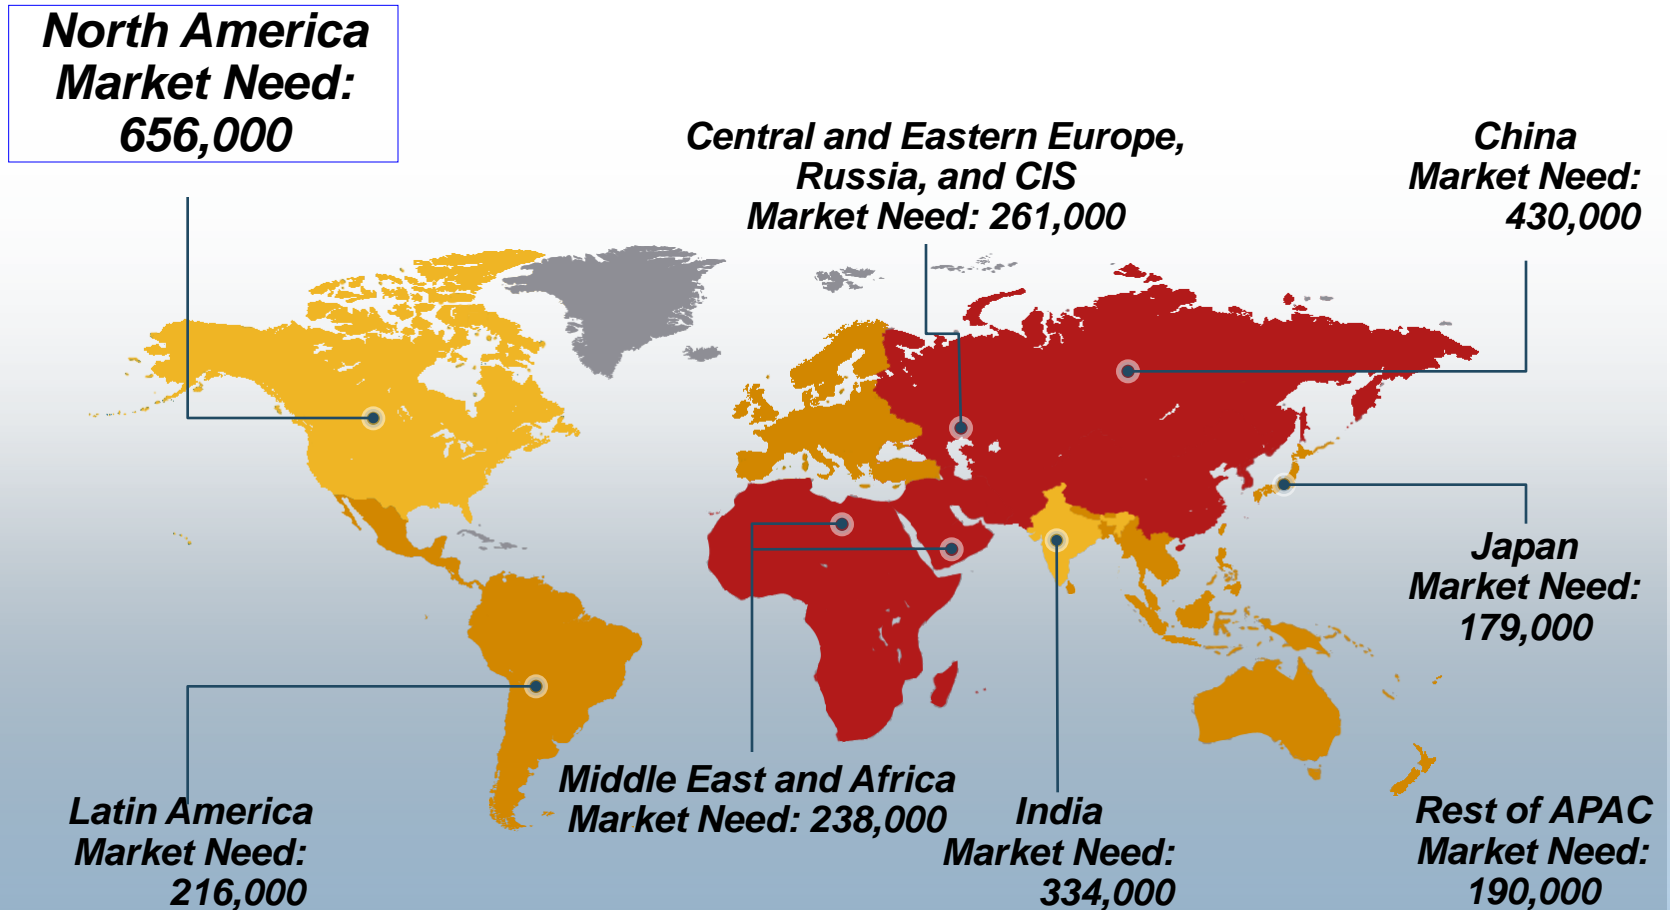 North America
Market Need:
656,000
Central and Eastern Europe,
Russia, and CIS
Market Need: 261,000
China
Market Need:
430,000
Japan
Market Need:
179,000
Middle East and Africa
Market Need: 238,000
Latin America
Market Need:
216,000
India
Market Need:
334,000
Rest of APAC
Market Need:
190,000